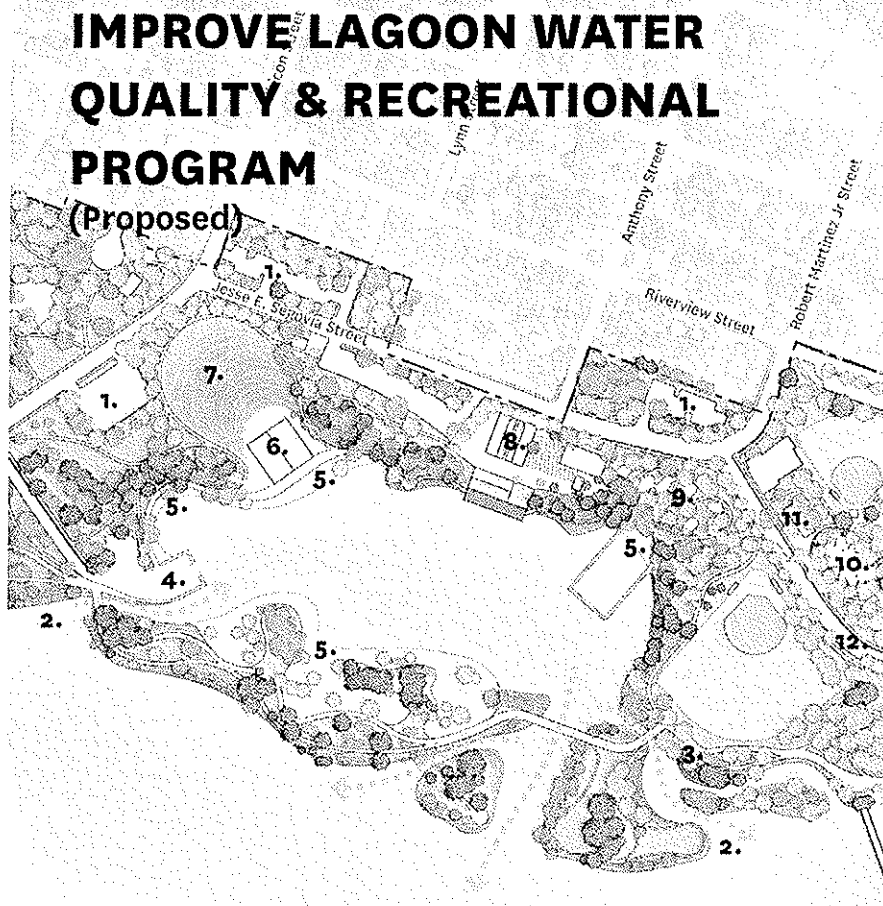 IMPROVE LAGOON WATER
QUALITY & RECREATIONAL
PROGRAM
(Proposed)
Lynn Street
Anthony Street
Robert Martinez Jr Street
Riverview Street
Jesse E. Segovia Street
1.
7.
1.
1.
6.
8.
5.
5.
9.
11.
10.
5.
4.
2.
5.
12.
3.
2.